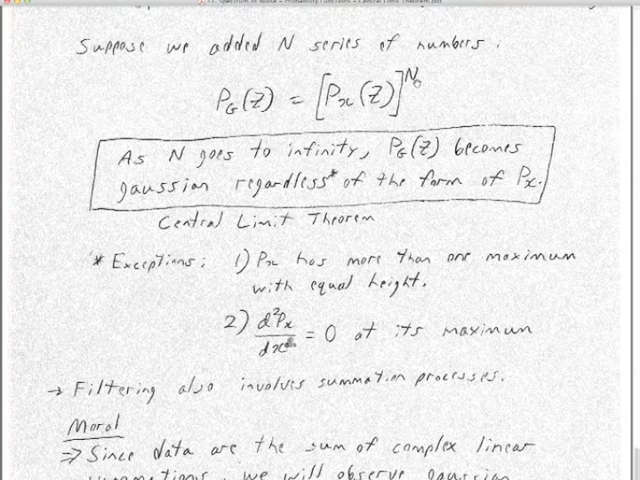 Suppose we added N series of numbers.
P_G(Z) = [P_x(Z)]^N
As N goes to infinity, P_G(Z) becomes
gaussian regardless* of the form of P_x.
Central Limit Theorem
* Exceptions: 1) P_x has more than one maximum
with equal height.
2) d²P_x/dx² = 0 at its maximum
→ Filtering also involves summation processes.
Moral
⇒ Since data are the sum of complex linear
summations, we will observe gaussian